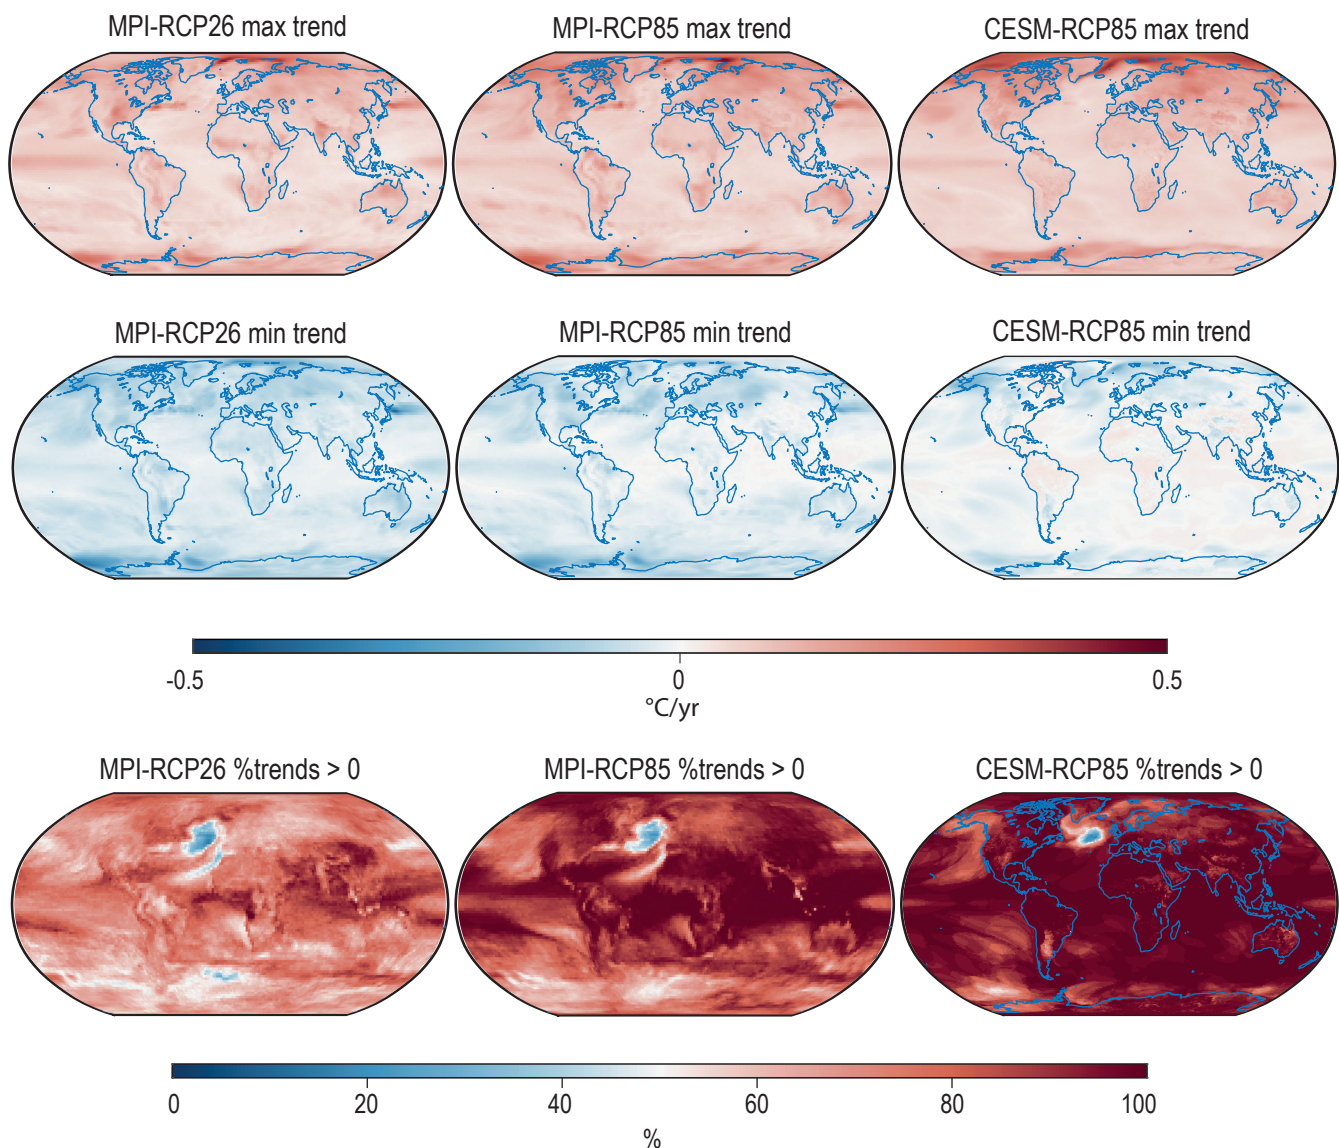 MPI-RCP26 max trend
MPI-RCP85 max trend
CESM-RCP85 max trend
MPI-RCP26 min trend
MPI-RCP85 min trend
CESM-RCP85 min trend
-0.5 0 0.5
°C/yr
MPI-RCP26 %trends > 0
MPI-RCP85 %trends > 0
CESM-RCP85 %trends > 0
0 20 40 60 80 100
%